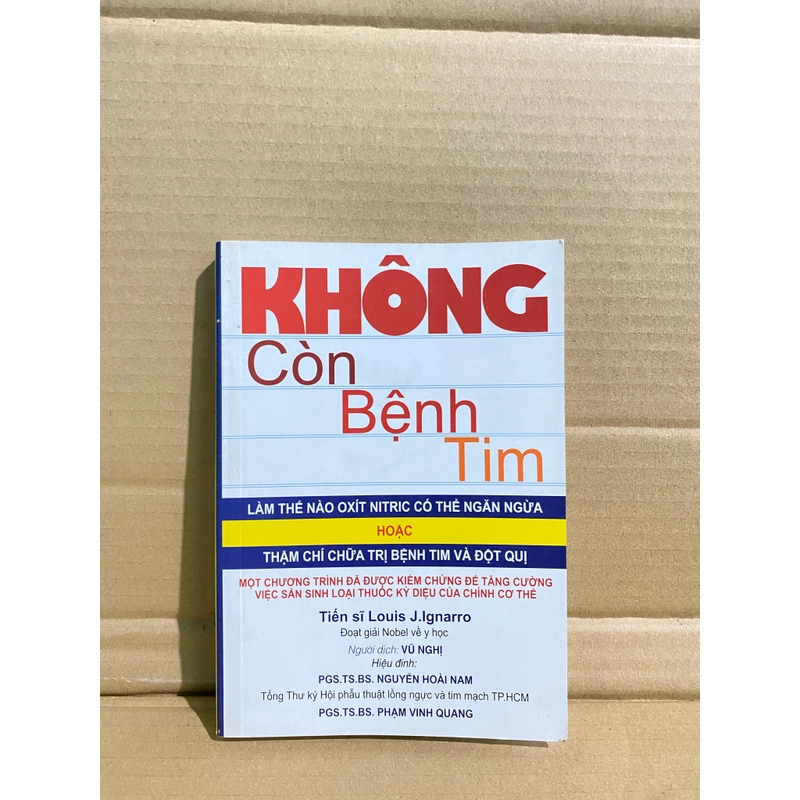 KHÔNG
Còn
Bệnh
Tim
LÀM THẾ NÀO OXÍT NITRIC CÓ THỂ NGĂN NGỪA
HOẶC
THẬM CHÍ CHỮA TRỊ BỆNH TIM VÀ ĐỘT QUỊ
MỘT CHƯƠNG TRÌNH ĐÃ ĐƯỢC KIỂM CHỨNG ĐỂ TĂNG CƯỜNG
VIỆC SẢN SINH LOẠI THUỐC KỲ DIỆU CỦA CHÍNH CƠ THỂ
Tiến sĩ Louis J.Ignarro
Đoạt giải Nobel về y học
Người dịch: VŨ NGHỊ
Hiệu đính:
PGS.TS.BS. NGUYỄN HOÀI NAM
Tổng Thư ký Hội phẫu thuật lồng ngực và tim mạch TP.HCM
PGS.TS.BS. PHẠM VINH QUANG